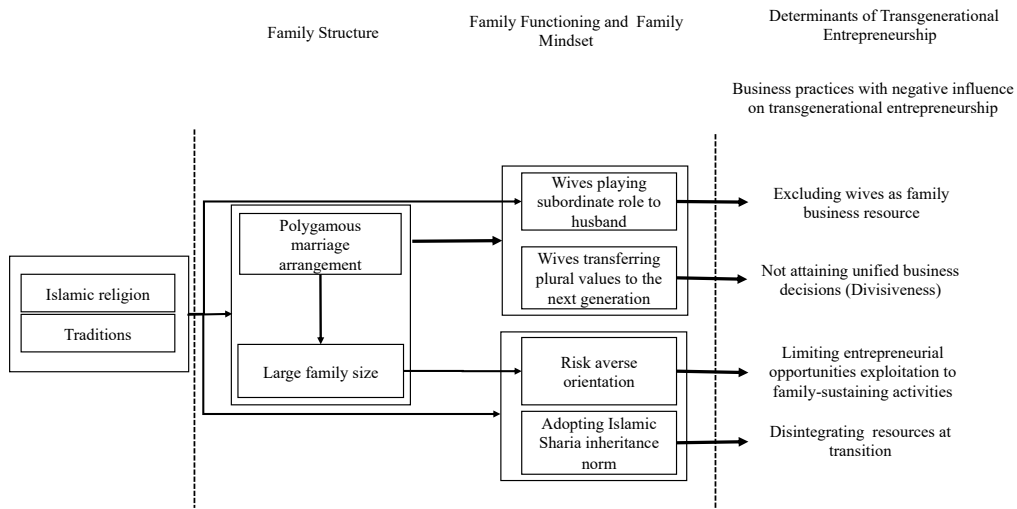 Family Structure
Family Functioning and Family
Mindset
Determinants of Transgenerational
Entrepreneurship
Business practices with negative influence
on transgenerational entrepreneurship
Islamic religion
Traditions
Polygamous
marriage
arrangement
Large family size
Wives playing
subordinate role to
husband
Wives transferring
plural values to the
next generation
Risk averse
orientation
Adopting Islamic
Sharia inheritance
norm
Excluding wives as family
business resource
Not attaining unified business
decisions (Divisiveness)
Limiting entrepreneurial
opportunities exploitation to
family-sustaining activities
Disintegrating resources at
transition